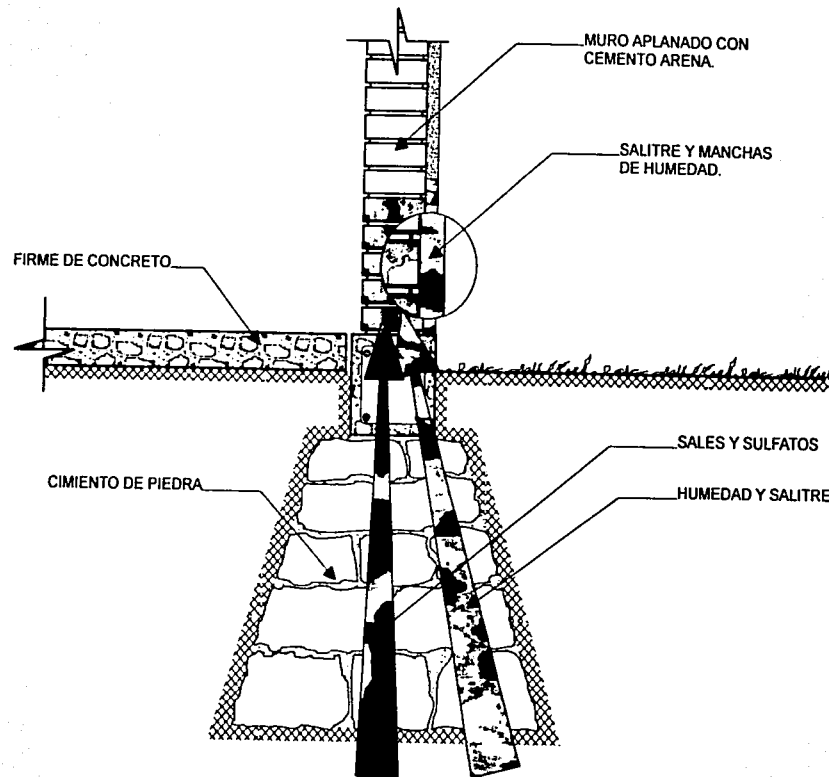 MURO APLANADO CON
CEMENTO ARENA.
SALITRE Y MANCHAS
DE HUMEDAD.
FIRME DE CONCRETO
SALES Y SULFATOS
CIMIENTO DE PIEDRA
HUMEDAD Y SALITRE